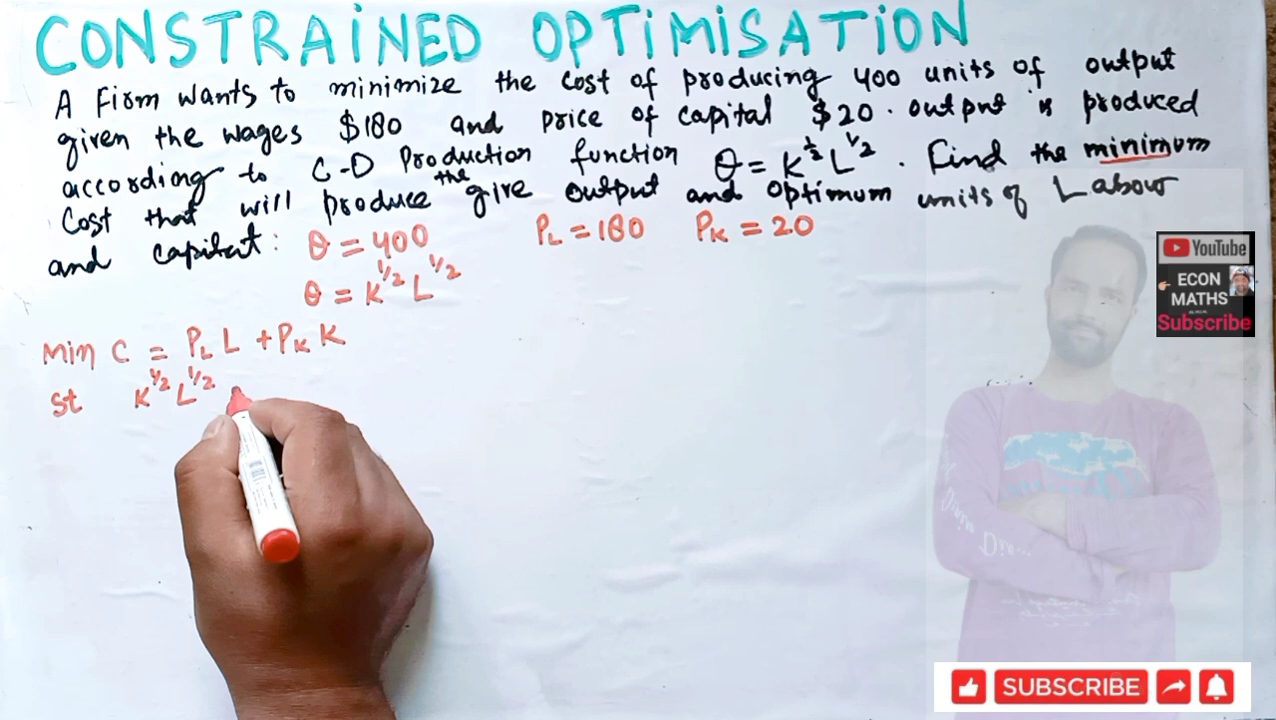 CONSTRAINED OPTIMISATION
A Firm wants to minimize the cost of producing 400 units of output
given the wages $180 and price of capital $20. output is produced
according to C-D Production function Q = K^1/2 L^1/2. Find the minimum
Cost that will produce the give output and optimum units of Labour
and capital:
Q = 400 PL = 180 PK = 20
Q = K^1/2 L^1/2
Min C = PL L + PK K
St K^1/2 L^1/2
YouTube
ECON
MATHS
Subscribe
SUBSCRIBE